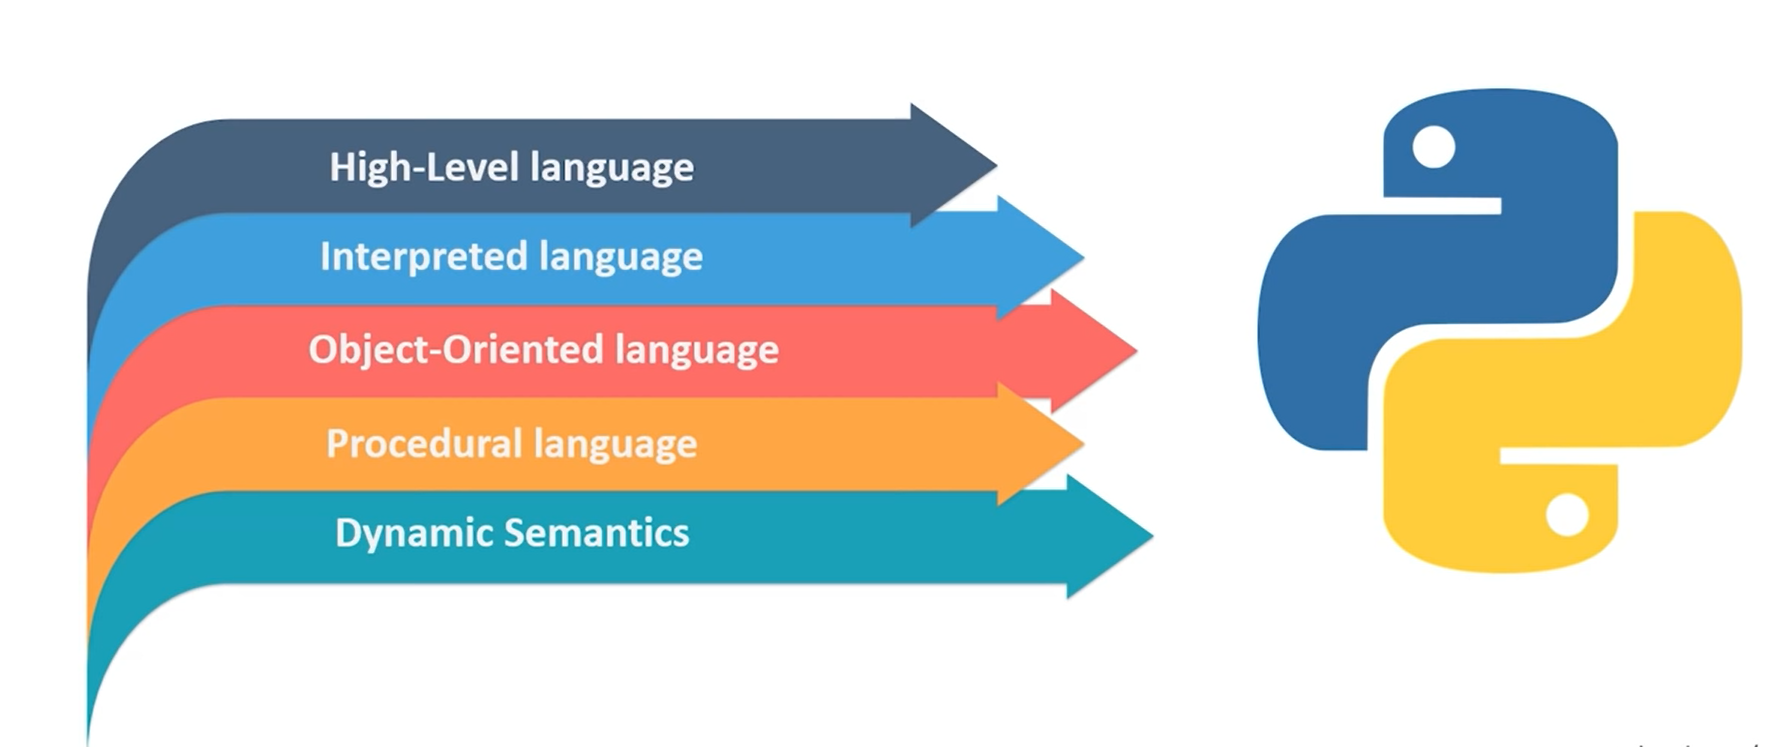 High-Level language
Interpreted language
Object-Oriented language
Procedural language
Dynamic Semantics